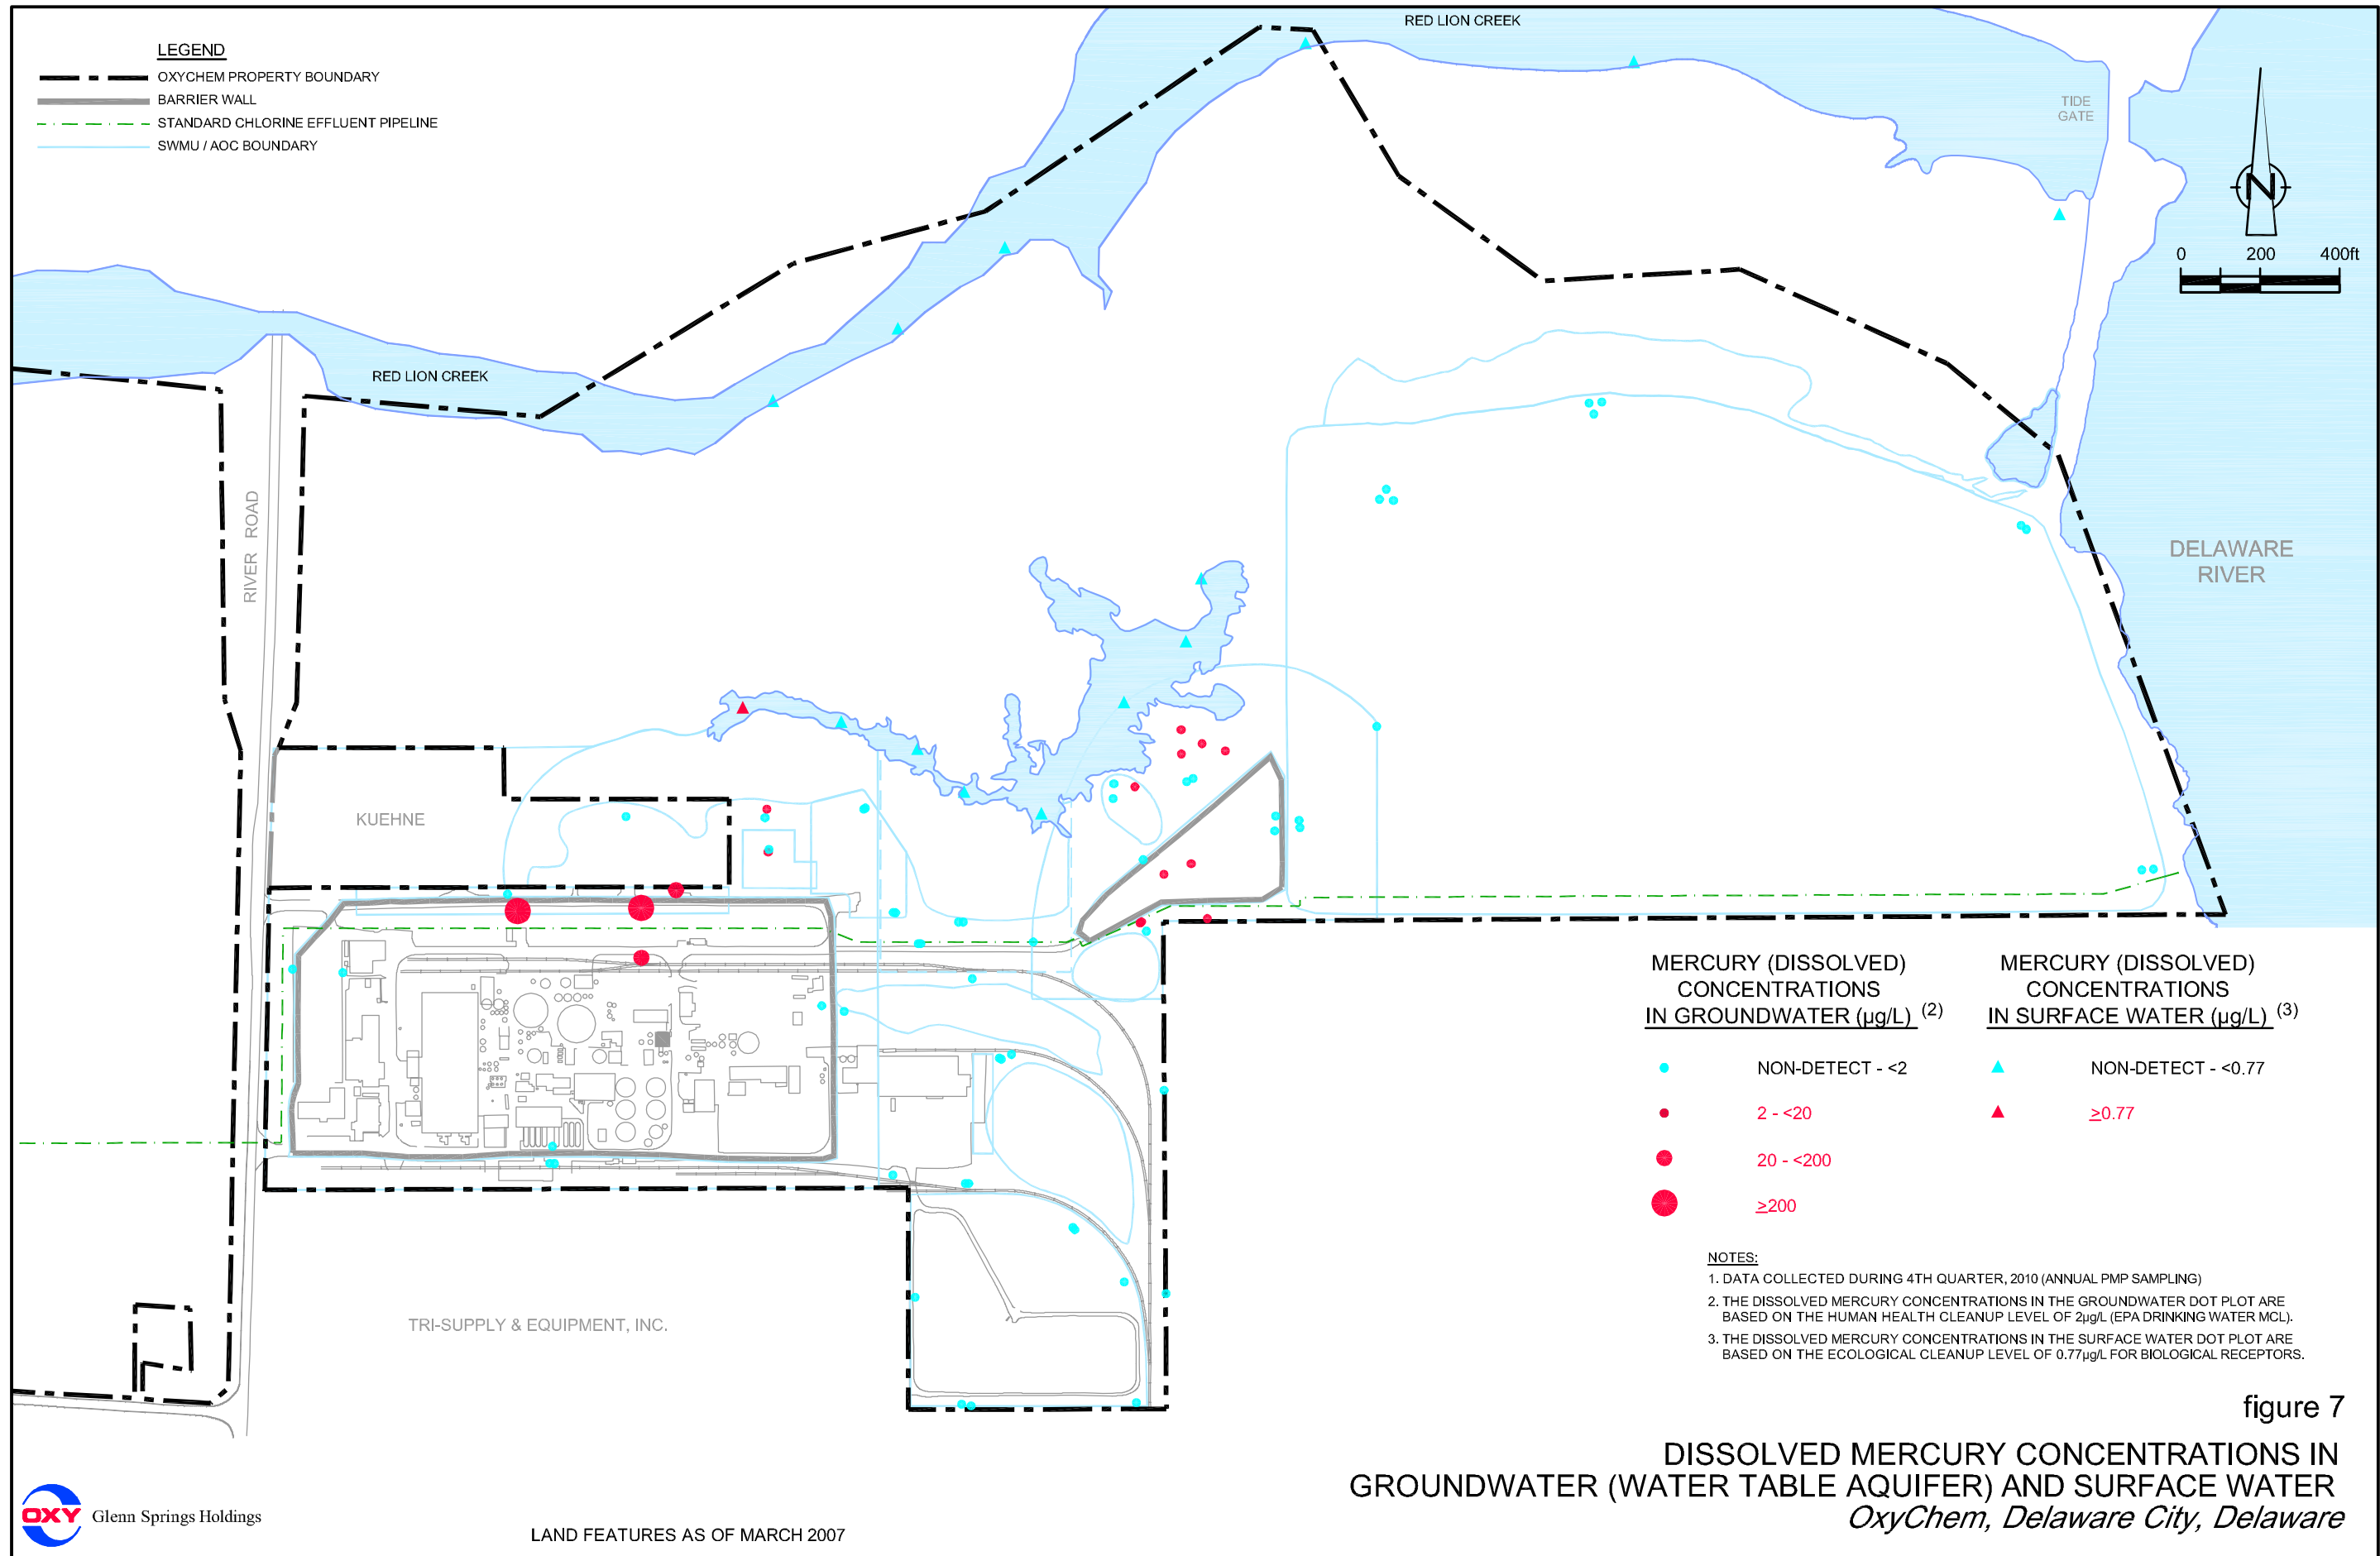 LEGEND
OXYCHEM PROPERTY BOUNDARY
BARRIER WALL
STANDARD CHLORINE EFFLUENT PIPELINE
SWMU / AOC BOUNDARY
RED LION CREEK
TIDE
GATE
N
0 200 400ft
RED LION CREEK
RIVER ROAD
DELAWARE
RIVER
KUEHNE
TRI-SUPPLY & EQUIPMENT, INC.
MERCURY (DISSOLVED)
CONCENTRATIONS
IN GROUNDWATER (µg/L) (2)
NON-DETECT - <2
2 - <20
20 - <200
≥200
MERCURY (DISSOLVED)
CONCENTRATIONS
IN SURFACE WATER (µg/L) (3)
NON-DETECT - <0.77
≥0.77
NOTES:
1. DATA COLLECTED DURING 4TH QUARTER, 2010 (ANNUAL PMP SAMPLING)
2. THE DISSOLVED MERCURY CONCENTRATIONS IN THE GROUNDWATER DOT PLOT ARE
BASED ON THE HUMAN HEALTH CLEANUP LEVEL OF 2µg/L (EPA DRINKING WATER MCL).
3. THE DISSOLVED MERCURY CONCENTRATIONS IN THE SURFACE WATER DOT PLOT ARE
BASED ON THE ECOLOGICAL CLEANUP LEVEL OF 0.77µg/L FOR BIOLOGICAL RECEPTORS.
figure 7
DISSOLVED MERCURY CONCENTRATIONS IN
GROUNDWATER (WATER TABLE AQUIFER) AND SURFACE WATER
OxyChem, Delaware City, Delaware
OXY Glenn Springs Holdings
LAND FEATURES AS OF MARCH 2007